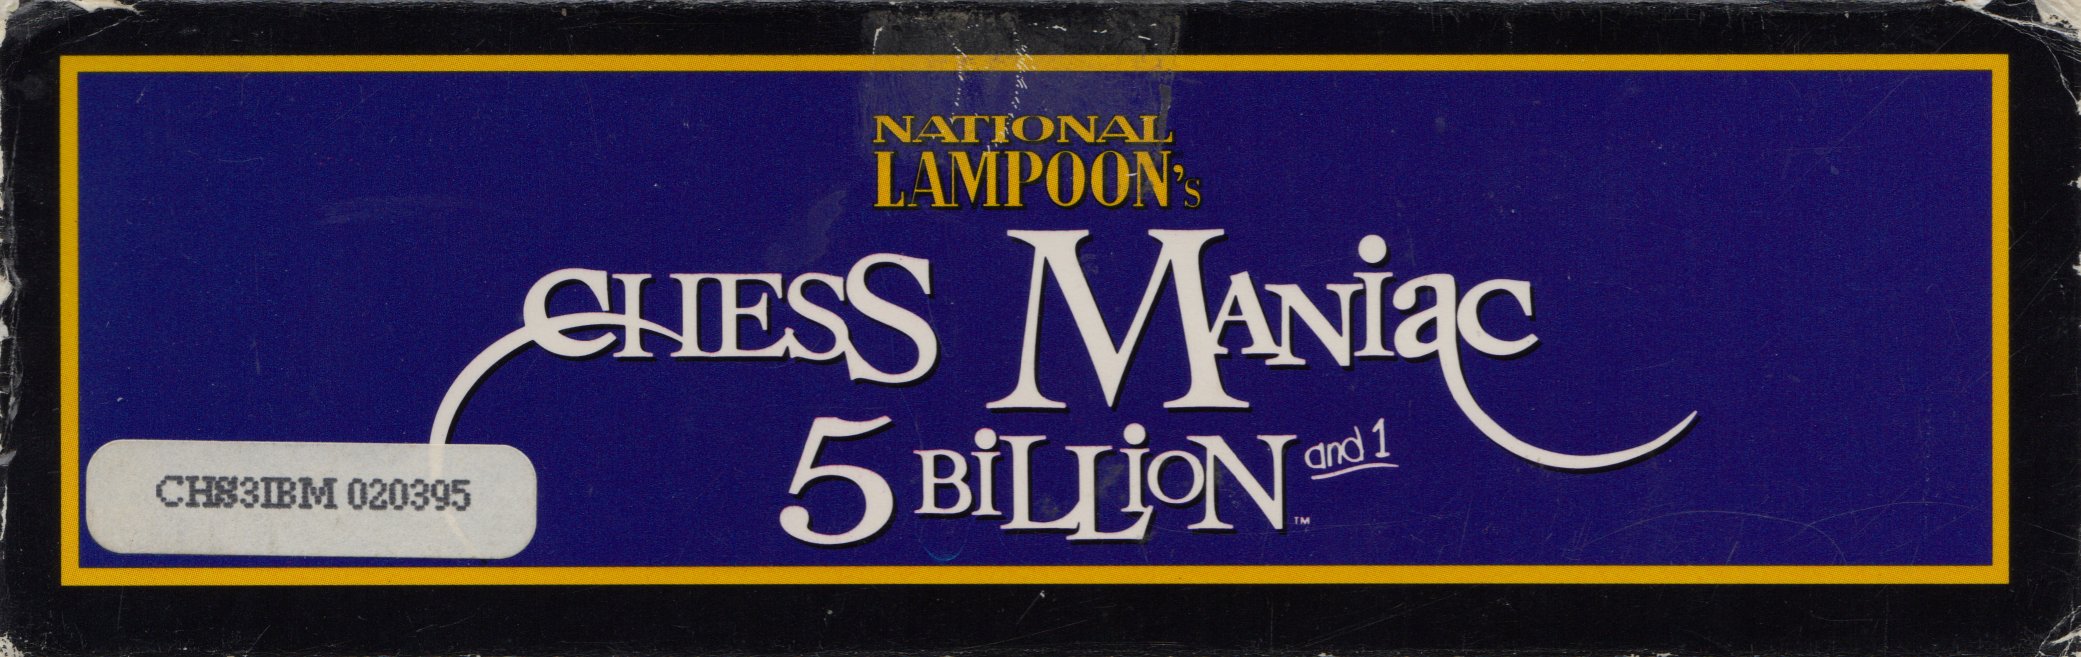 NATIONAL
LAMPOON's
CHESS MANiac
5 BiLLioN and 1 ™
CHS3IBM 020395